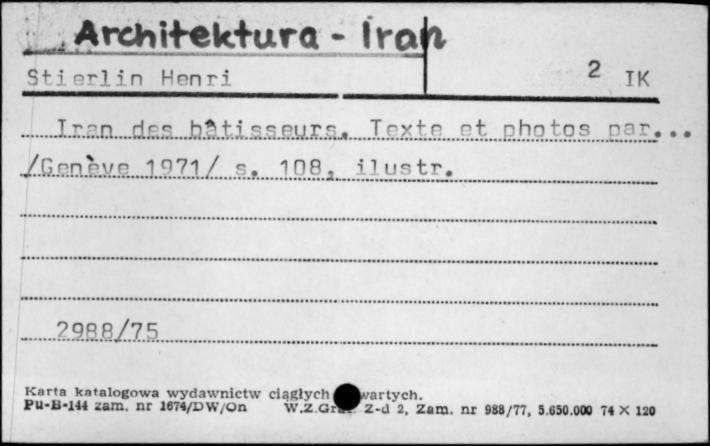 Architektura - Iran
Stierlin Henri 2 IK
Iran des bâtisseurs. Texte et photos par...
/Genève 1971/ s. 108, ilustr.
2988/75
Karta katalogowa wydawnictw ciągłych wartych.
Pu-B-144 zam. nr 1674/DW/On W.Z.Graf. Z-d 2, Zam. nr 988/77, 5.650.000 74 × 120